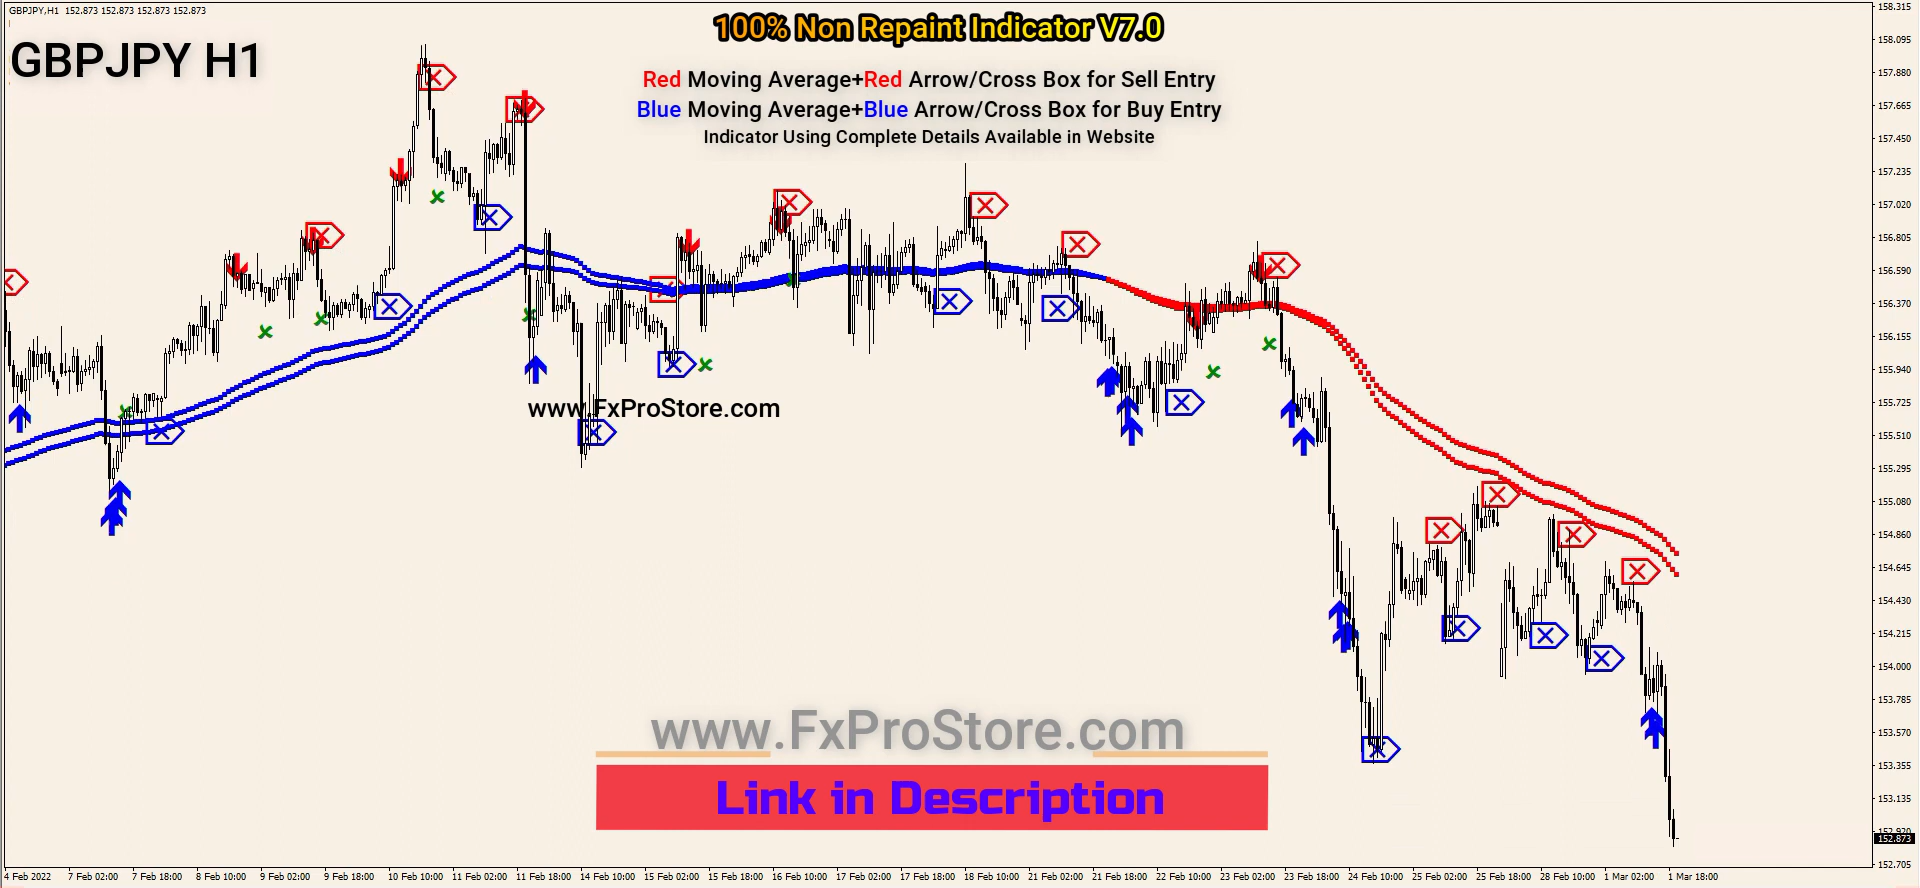 GBPJPY,H1 152.873 152.873 152.873 152.873
100% Non Repaint Indicator V7.0
GBPJPY H1
Red Moving Average+Red Arrow/Cross Box for Sell Entry
Blue Moving Average+Blue Arrow/Cross Box for Buy Entry
Indicator Using Complete Details Available in Website
www.FxProStore.com
www.FxProStore.com
Link in Description
158.315
158.095
157.880
157.665
157.450
157.235
157.020
156.805
156.590
156.370
156.155
155.940
155.725
155.510
155.295
155.080
154.860
154.645
154.430
154.215
154.000
153.785
153.570
153.355
153.135
152.920
152.873
152.705
4 Feb 2022 7 Feb 02:00 7 Feb 18:00 8 Feb 10:00 9 Feb 02:00 9 Feb 18:00 10 Feb 10:00 11 Feb 02:00 11 Feb 18:00 14 Feb 10:00 15 Feb 02:00 15 Feb 18:00 16 Feb 10:00 17 Feb 02:00 17 Feb 18:00 18 Feb 10:00 21 Feb 02:00 21 Feb 18:00 22 Feb 10:00 23 Feb 02:00 23 Feb 18:00 24 Feb 10:00 25 Feb 02:00 25 Feb 18:00 28 Feb 10:00 1 Mar 02:00 1 Mar 18:00